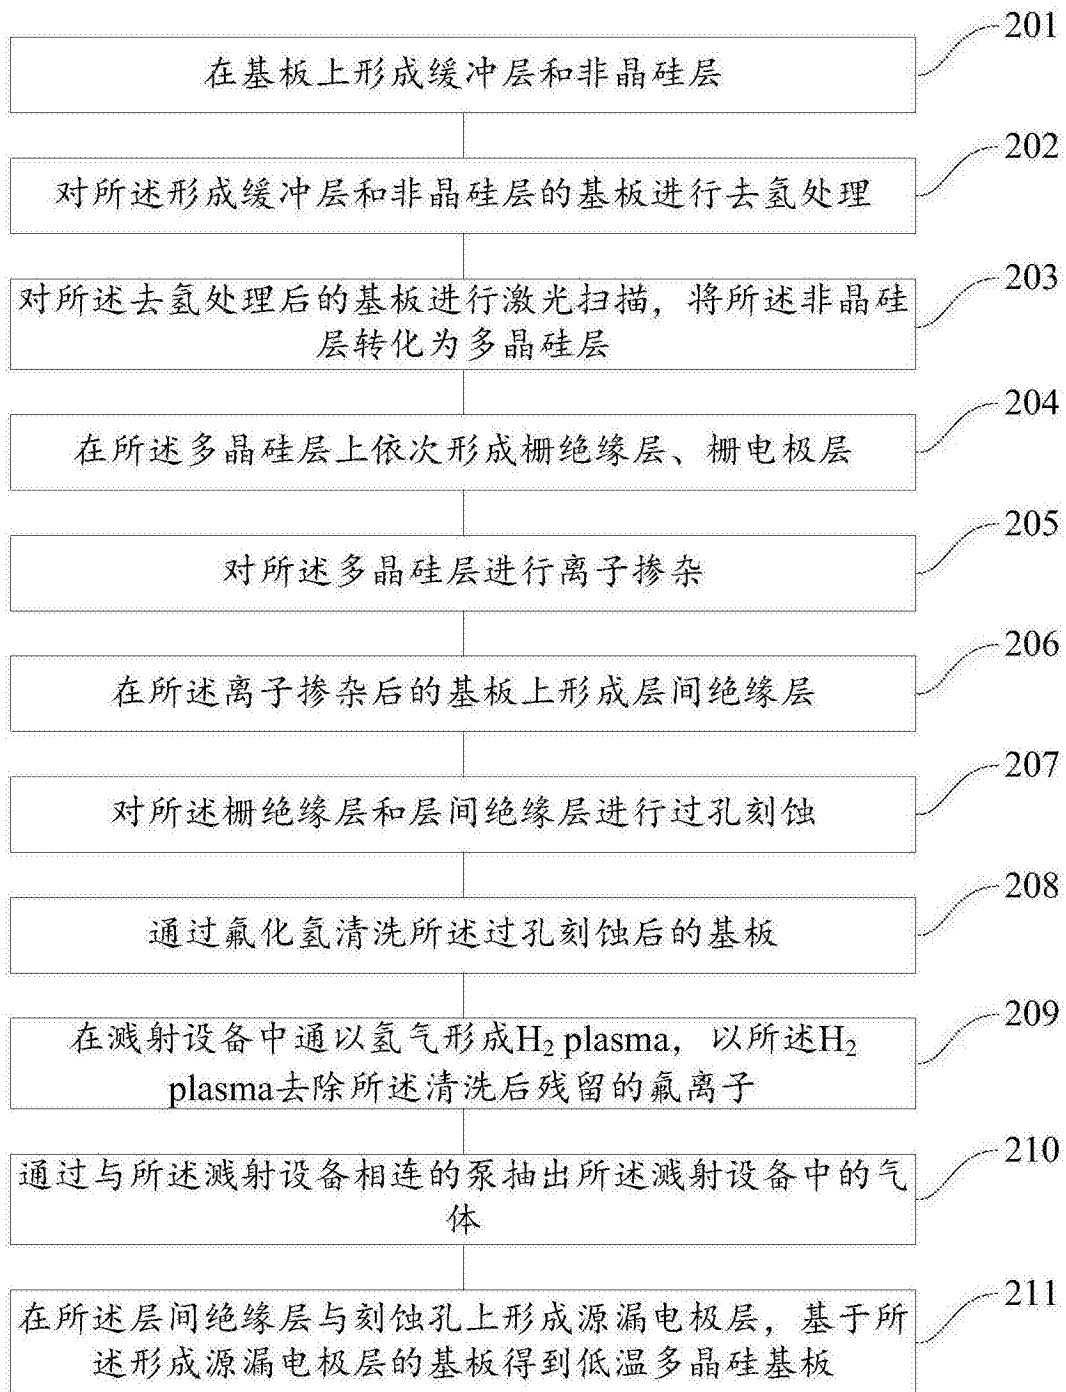 201
在基板上形成缓冲层和非晶硅层
202
对所述形成缓冲层和非晶硅层的基板进行去氢处理
203
对所述去氢处理后的基板进行激光扫描，将所述非晶硅
层转化为多晶硅层
204
在所述多晶硅层上依次形成栅绝缘层、栅电极层
205
对所述多晶硅层进行离子掺杂
206
在所述离子掺杂后的基板上形成层间绝缘层
207
对所述栅绝缘层和层间绝缘层进行过孔刻蚀
208
通过氟化氢清洗所述过孔刻蚀后的基板
209
在溅射设备中通以氢气形成H₂ plasma，以所述H₂
plasma去除所述清洗后残留的氟离子
210
通过与所述溅射设备相连的泵抽出所述溅射设备中的气
体
211
在所述层间绝缘层与刻蚀孔上形成源漏电极层，基于所
述形成源漏电极层的基板得到低温多晶硅基板